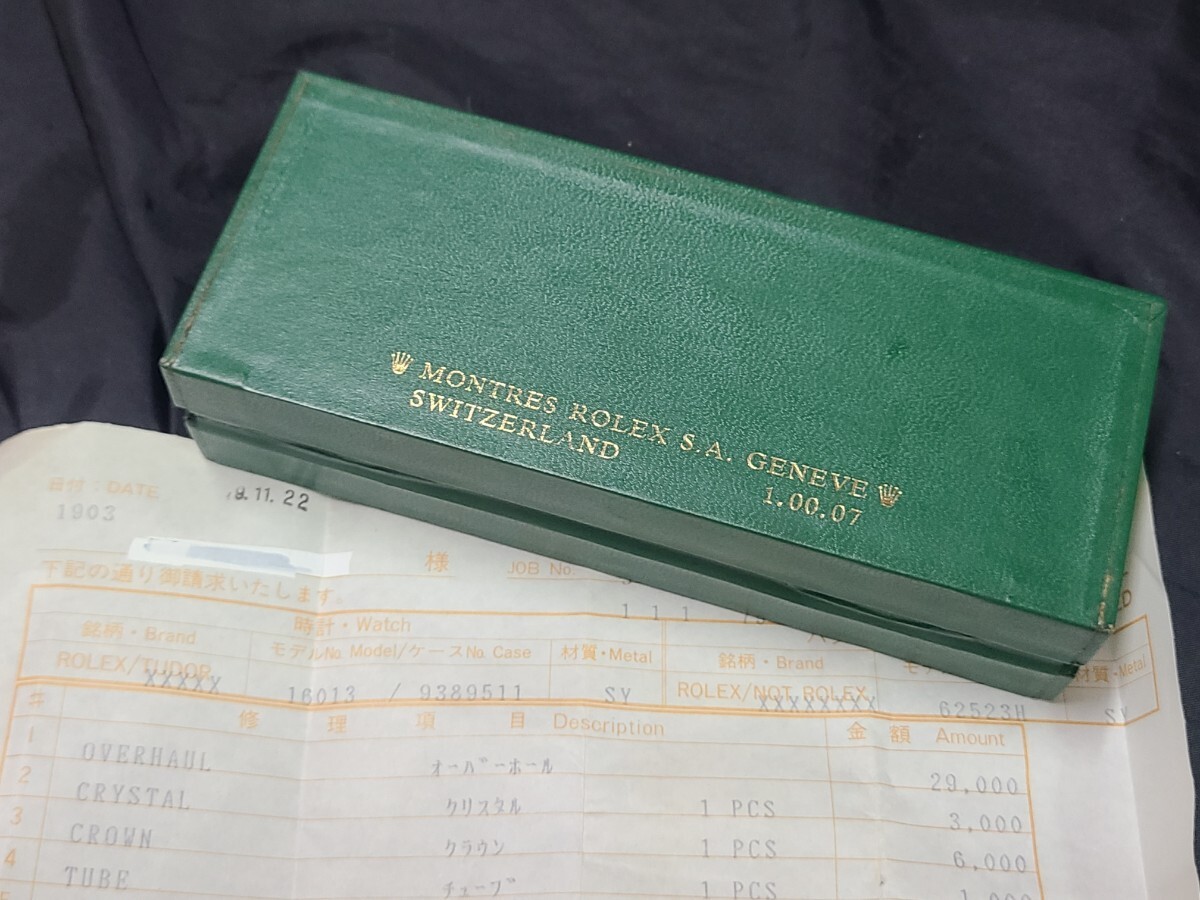 MONTRES ROLEX S.A. GENEVE
SWITZERLAND
1.00.07
日付：DATE
.11.22
1903
様
JOB No.
下記の通り御請求いたします。
1 1 1
時計・Watch
銘柄・Brand
モデルNo. Model/ケースNo. Case
材質・Metal
銘柄・Brand
材質・Metal
ROLEX/TUDOR
XXXXX
16013 / 9389511
SY
ROLEX/NOT ROLEX
XXXXXXXX
62523H
SY
#
修理項目 Description
金額 Amount
1
OVERHAUL
オーバーホール
29,000
2
CRYSTAL
クリスタル
1 PCS
3,000
3
CROWN
クラウン
1 PCS
6,000
4
TUBE
チューブ
1 PCS